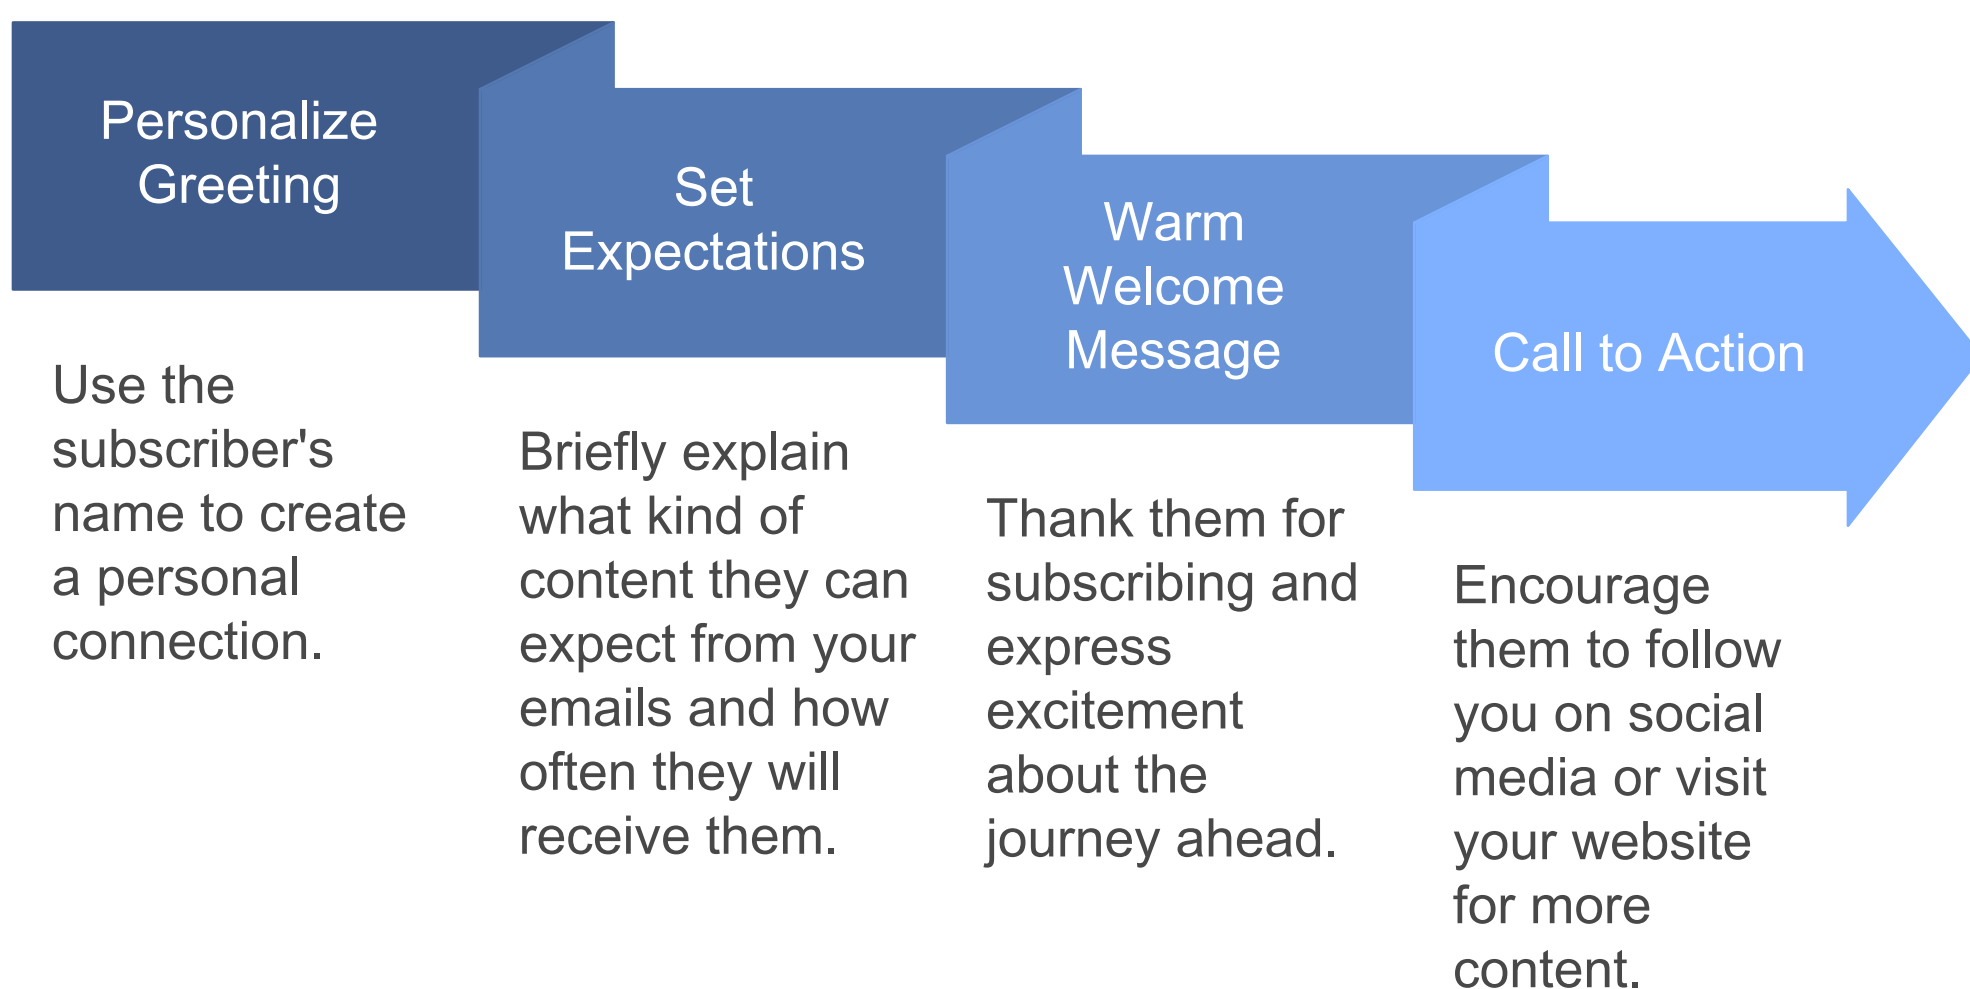 Personalize
Greeting
Use the
subscriber's
name to create
a personal
connection.
Set
Expectations
Briefly explain
what kind of
content they can
expect from your
emails and how
often they will
receive them.
Warm
Welcome
Message
Thank them for
subscribing and
express
excitement
about the
journey ahead.
Call to Action
Encourage
them to follow
you on social
media or visit
your website
for more
content.